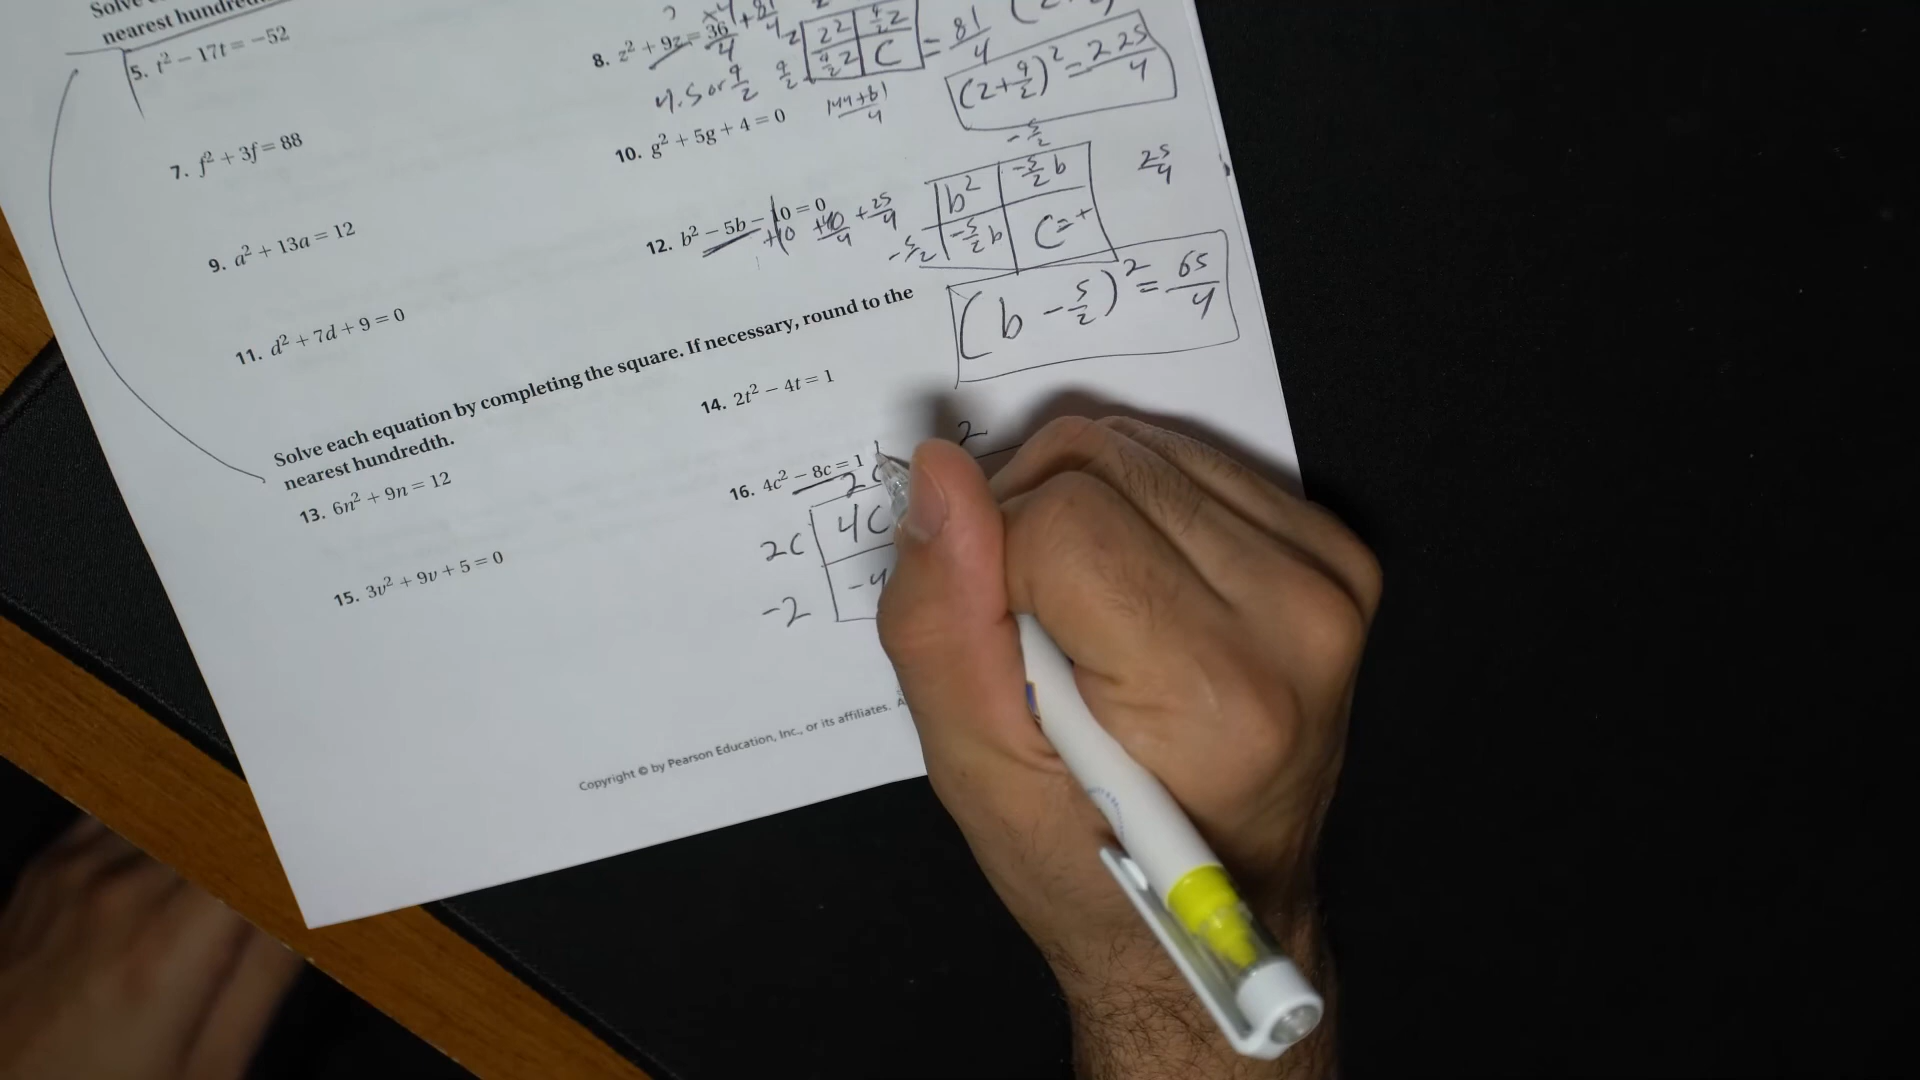 Solve
nearest hundred
5. t² − 17t = −52
8. z² + 9z = 36/4 + 81/4
4.5 or 9/2
z² 9/2z
9/2z C
= 81/4
(z + 9/2)² = 225/4
144 + 81/4
7. f² + 3f = 88
10. g² + 5g + 4 = 0
9. a² + 13a = 12
12. b² − 5b − 10 = 0
+10 +40/4 + 25/4
−5/2
b² −5/2 b
−5/2 −5/2 b C = +
25/4
(b − 5/2)² = 65/4
11. d² + 7d + 9 = 0
Solve each equation by completing the square. If necessary, round to the
nearest hundredth.
13. 6n² + 9n = 12
14. 2t² − 4t = 1
15. 3v² + 9v + 5 = 0
16. 4c² − 8c = 1
2
2c
2c 4c
−2 −4
Copyright © by Pearson Education, Inc., or its affiliates. A